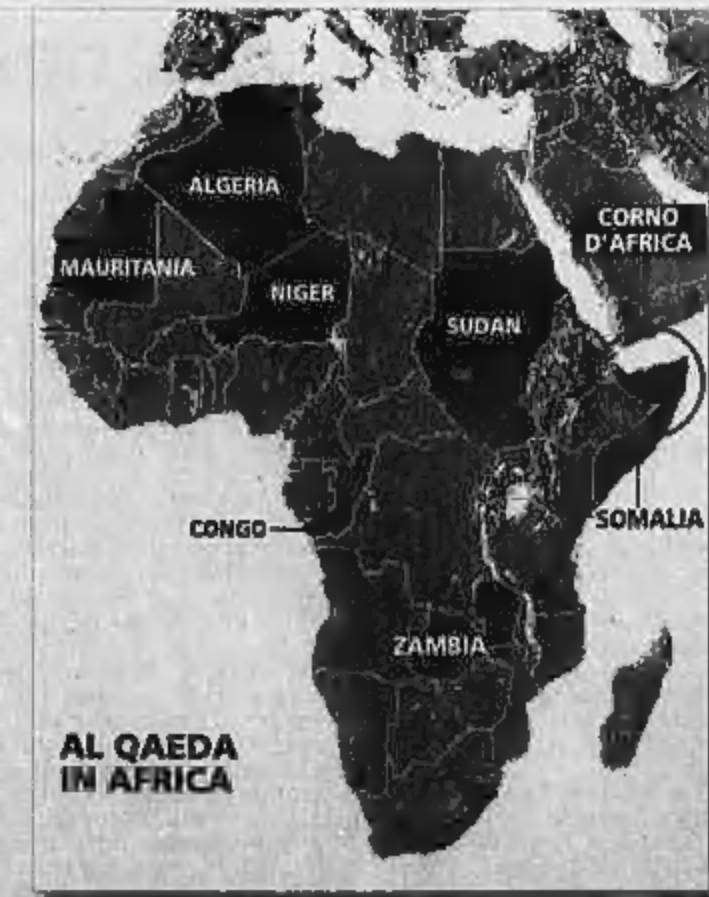 ALGERIA
CORNO
D'AFRICA
MAURITANIA
NIGER
SUDAN
CONGO
SOMALIA
ZAMBIA
AL QAEDA
IN AFRICA